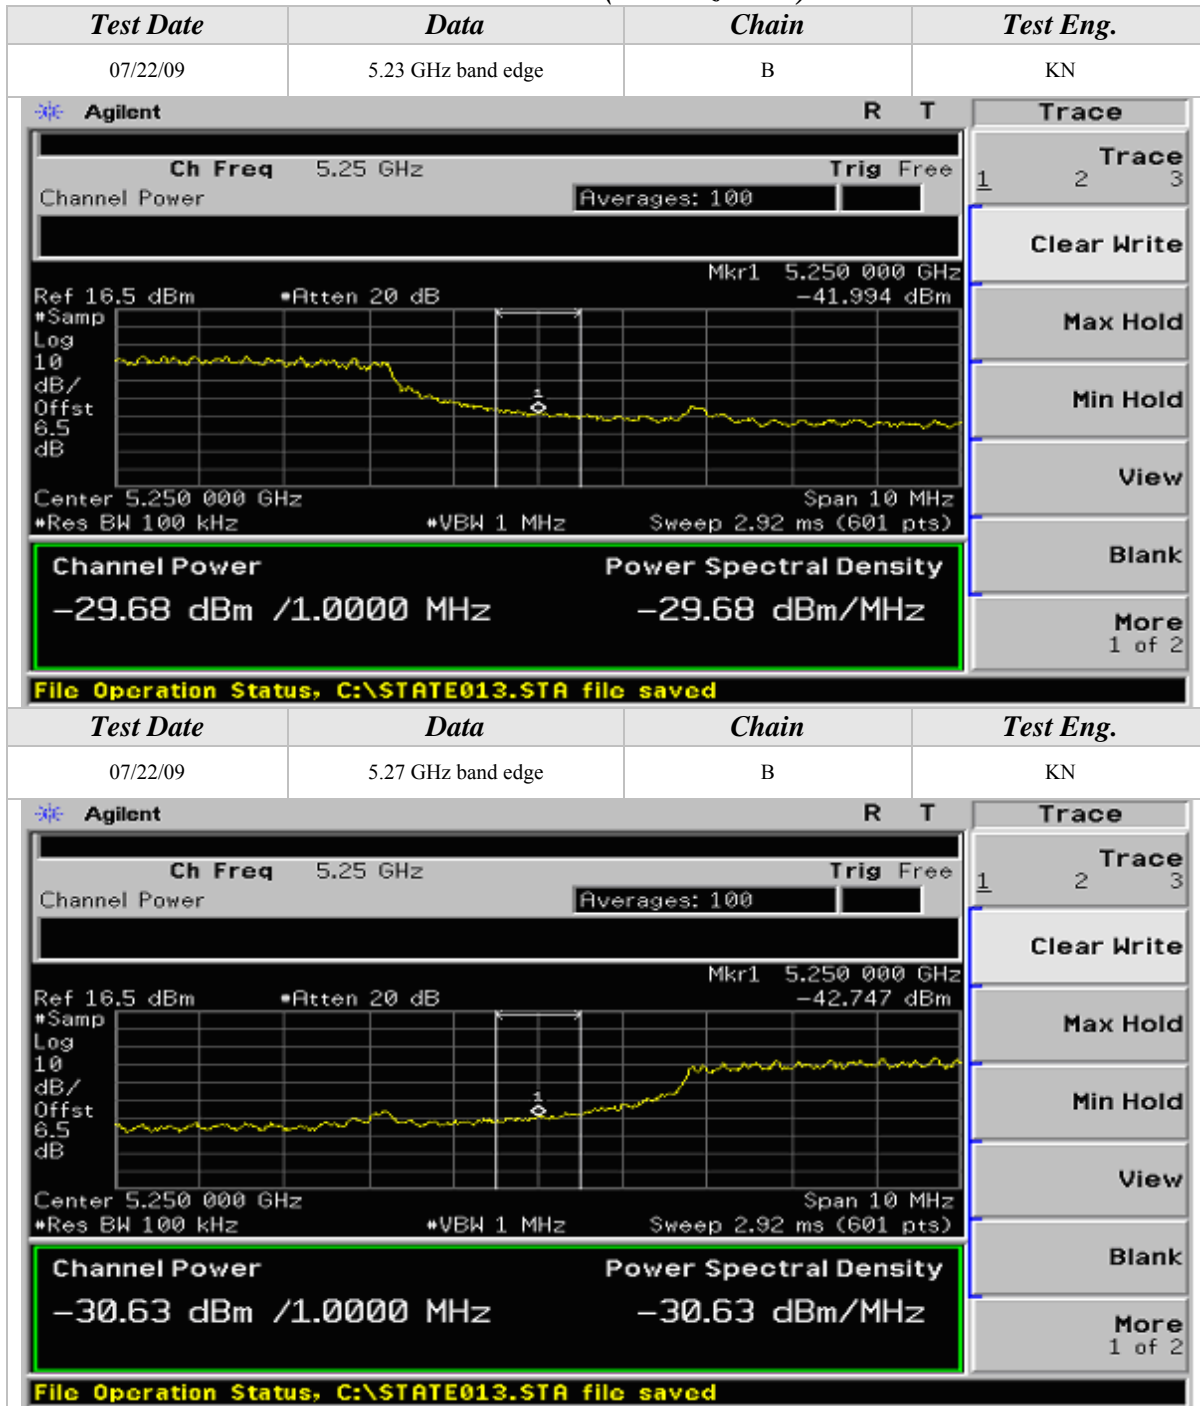 Test Date Data Chain Test Eng.
07/22/09 5.23 GHz band edge B KN
Agilent R T Trace
Ch Freq 5.25 GHz Trig Free
Channel Power Averages: 100
Trace
1 2 3
Clear Write
Mkr1 5.250 000 GHz
Ref 16.5 dBm #Atten 20 dB -41.994 dBm
#Samp
Log
10
dB/
Offst
6.5
dB
1
Max Hold
Min Hold
View
Center 5.250 000 GHz Span 10 MHz
#Res BW 100 kHz #VBW 1 MHz Sweep 2.92 ms (601 pts)
Blank
Channel Power Power Spectral Density
-29.68 dBm /1.0000 MHz -29.68 dBm/MHz
More
1 of 2
File Operation Status, C:\STATE013.STA file saved
Test Date Data Chain Test Eng.
07/22/09 5.27 GHz band edge B KN
Agilent R T Trace
Ch Freq 5.25 GHz Trig Free
Channel Power Averages: 100
Trace
1 2 3
Clear Write
Mkr1 5.250 000 GHz
Ref 16.5 dBm #Atten 20 dB -42.747 dBm
#Samp
Log
10
dB/
Offst
6.5
dB
1
Max Hold
Min Hold
View
Center 5.250 000 GHz Span 10 MHz
#Res BW 100 kHz #VBW 1 MHz Sweep 2.92 ms (601 pts)
Blank
Channel Power Power Spectral Density
-30.63 dBm /1.0000 MHz -30.63 dBm/MHz
More
1 of 2
File Operation Status, C:\STATE013.STA file saved